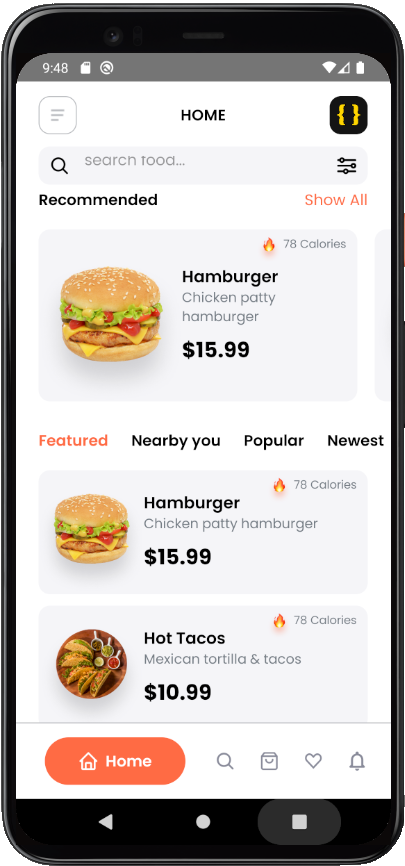 9:48
HOME
search food...
Recommended
Show All
78 Calories
Hamburger
Chicken patty
hamburger
$15.99
Featured
Nearby you
Popular
Newest
78 Calories
Hamburger
Chicken patty hamburger
$15.99
78 Calories
Hot Tacos
Mexican tortilla & tacos
$10.99
Home